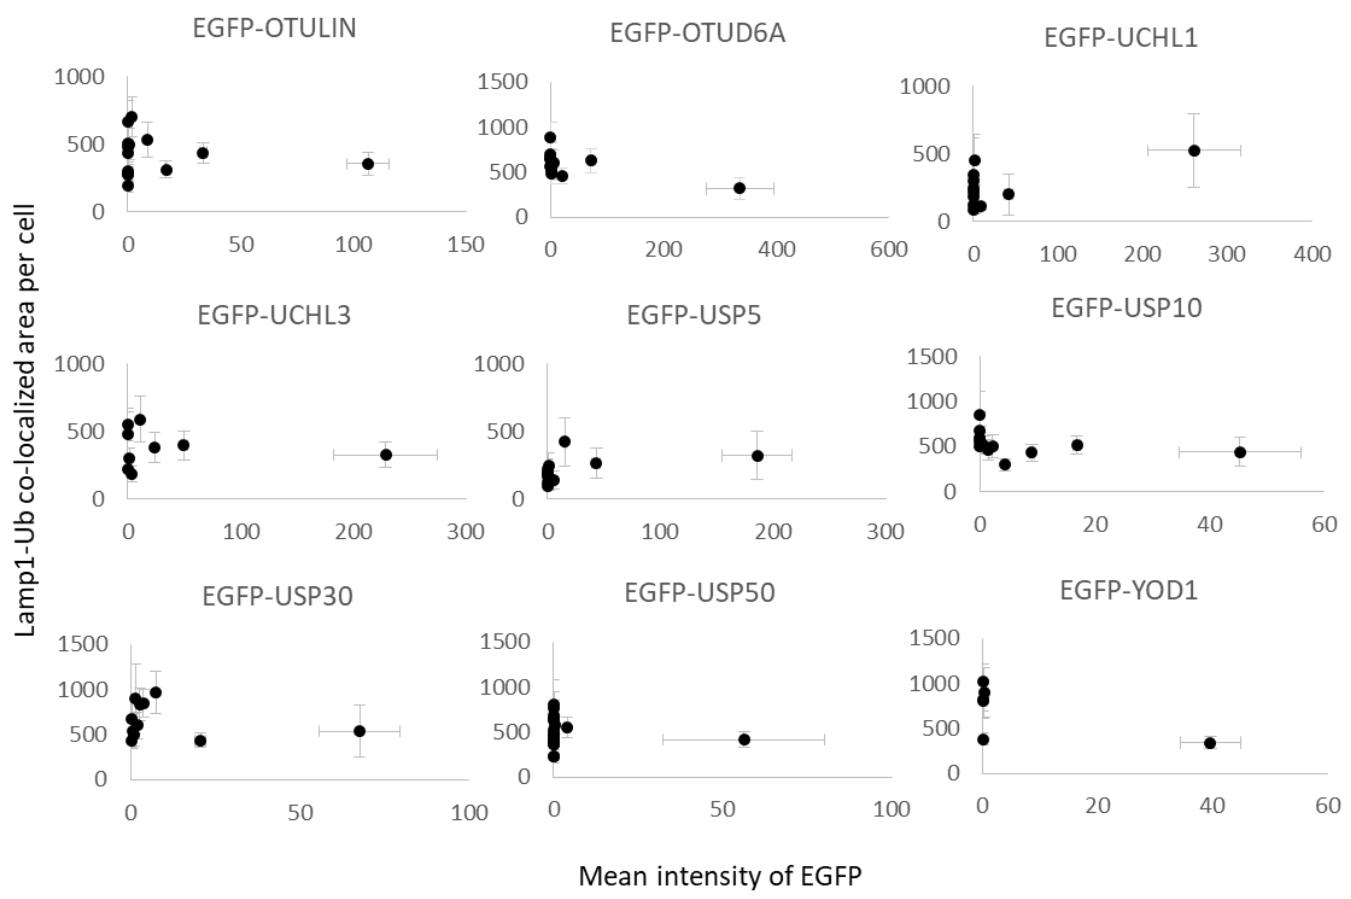 EGFP-OTULIN
EGFP-OTUD6A
EGFP-UCHL1
1000
500
0
0 50 100 150
1500
1000
500
0
0 200 400 600
1000
500
0
0 100 200 300 400
Lamp1-Ub co-localized area per cell
EGFP-UCHL3
EGFP-USP5
EGFP-USP10
1000
500
0
0 100 200 300
1000
500
0
0 100 200 300
1500
1000
500
0
0 20 40 60
EGFP-USP30
EGFP-USP50
EGFP-YOD1
1500
1000
500
0
0 50 100
1500
1000
500
0
0 50 100
1500
1000
500
0
0 20 40 60
Mean intensity of EGFP